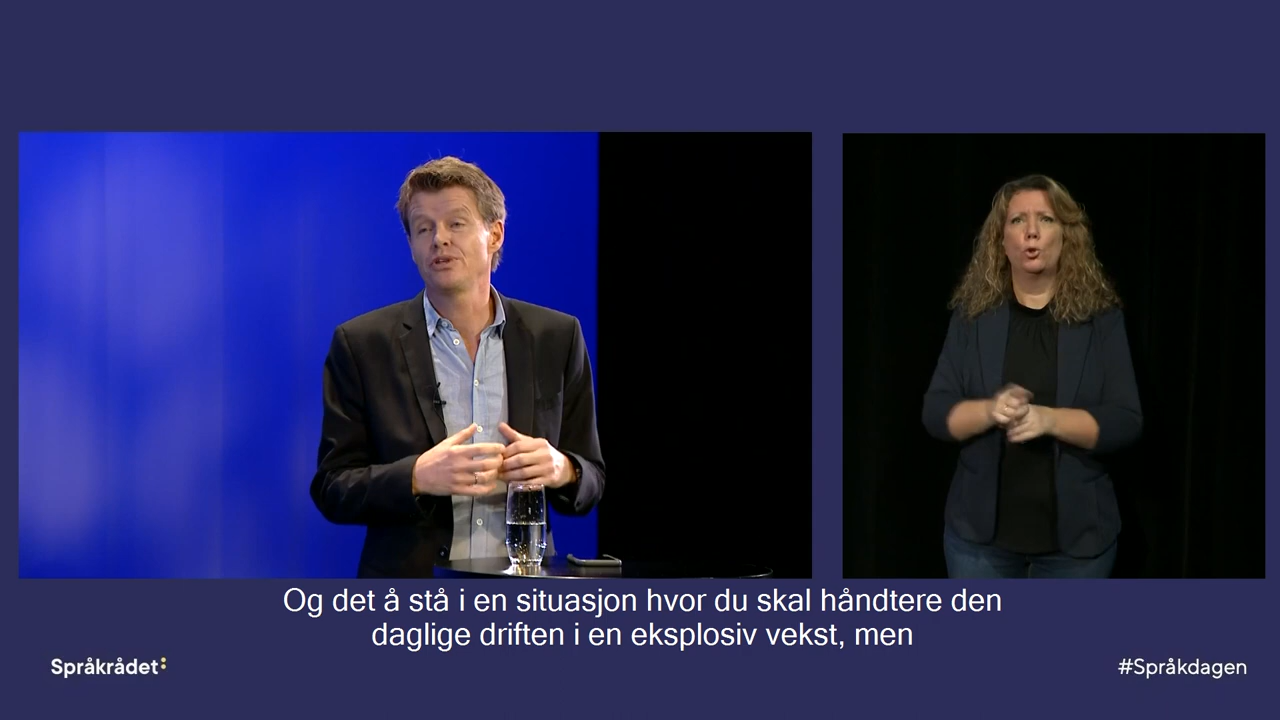 Og det å stå i en situasjon hvor du skal håndtere den
daglige driften i en eksplosiv vekst, men
Språkrådet:
#Språkdagen